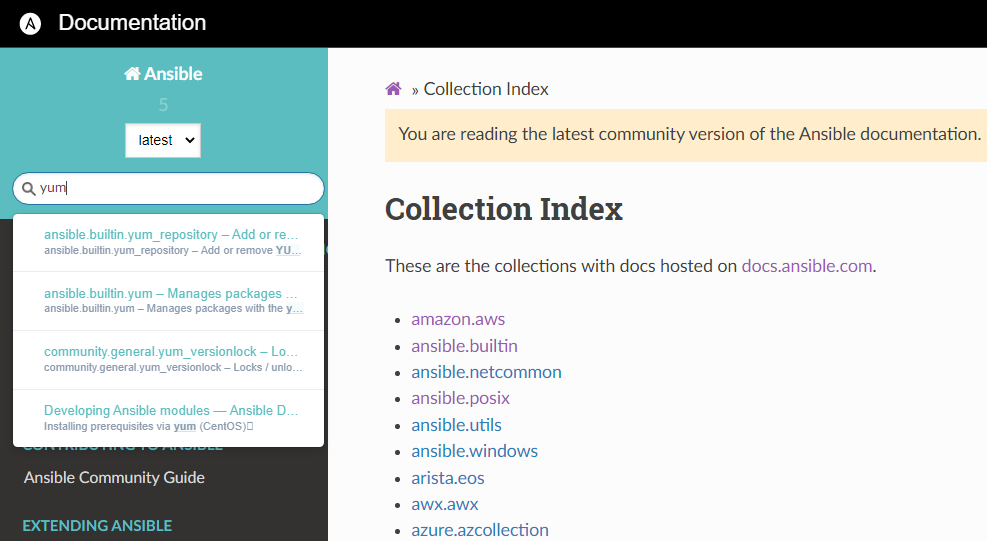 Documentation
Ansible
5
latest
yum
ansible.builtin.yum_repository – Add or re...
ansible.builtin.yum_repository – Add or remove YU...
ansible.builtin.yum – Manages packages ...
ansible.builtin.yum – Manages packages with the y...
community.general.yum_versionlock – Lo...
community.general.yum_versionlock – Locks / unlo...
Developing Ansible modules — Ansible D...
Installing prerequisites via yum (CentOS)
CONTRIBUTING TO ANSIBLE
Ansible Community Guide
EXTENDING ANSIBLE
» Collection Index
You are reading the latest community version of the Ansible documentation.
Collection Index
These are the collections with docs hosted on docs.ansible.com.
amazon.aws
ansible.builtin
ansible.netcommon
ansible.posix
ansible.utils
ansible.windows
arista.eos
awx.awx
azure.azcollection